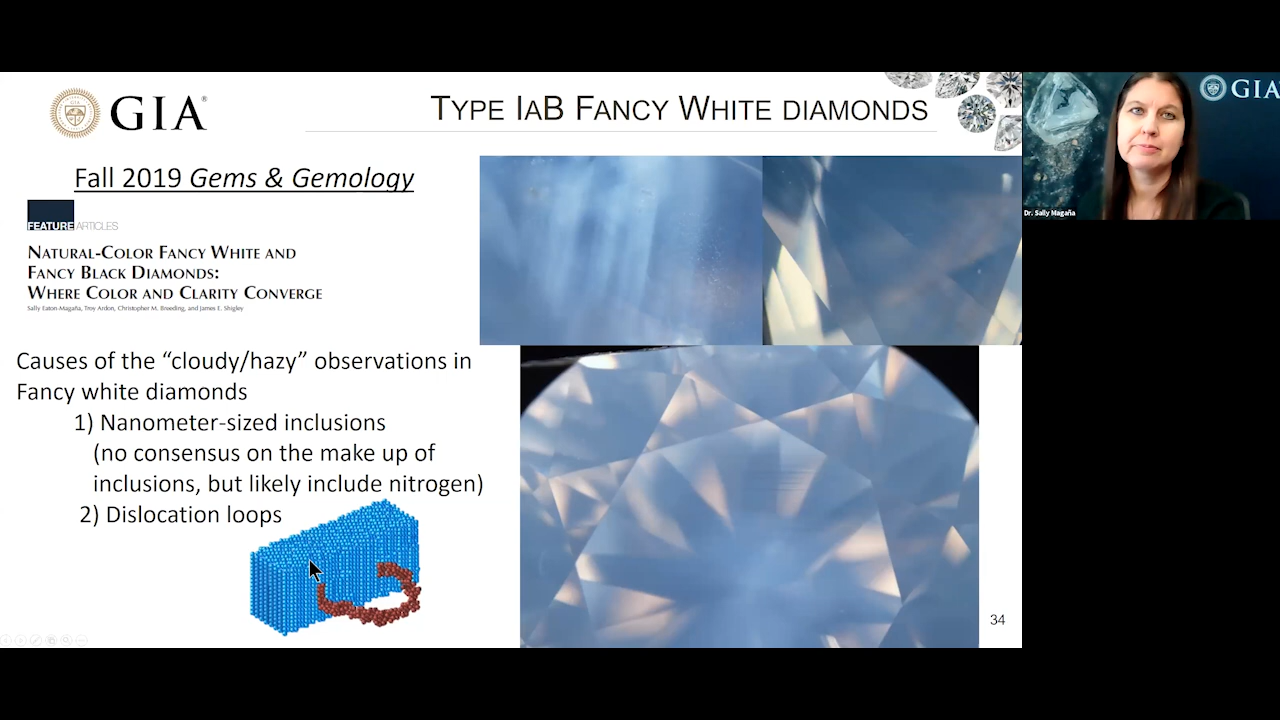 GIA®
TYPE IAB FANCY WHITE DIAMONDS
GIA
Dr. Sally Magaña
Fall 2019 Gems & Gemology
FEATURE ARTICLES
NATURAL-COLOR FANCY WHITE AND
FANCY BLACK DIAMONDS:
WHERE COLOR AND CLARITY CONVERGE
Sally Eaton-Magaña, Troy Ardon, Christopher M. Breeding, and James E. Shigley
Causes of the “cloudy/hazy” observations in
Fancy white diamonds
1) Nanometer-sized inclusions
(no consensus on the make up of
inclusions, but likely include nitrogen)
2) Dislocation loops
34